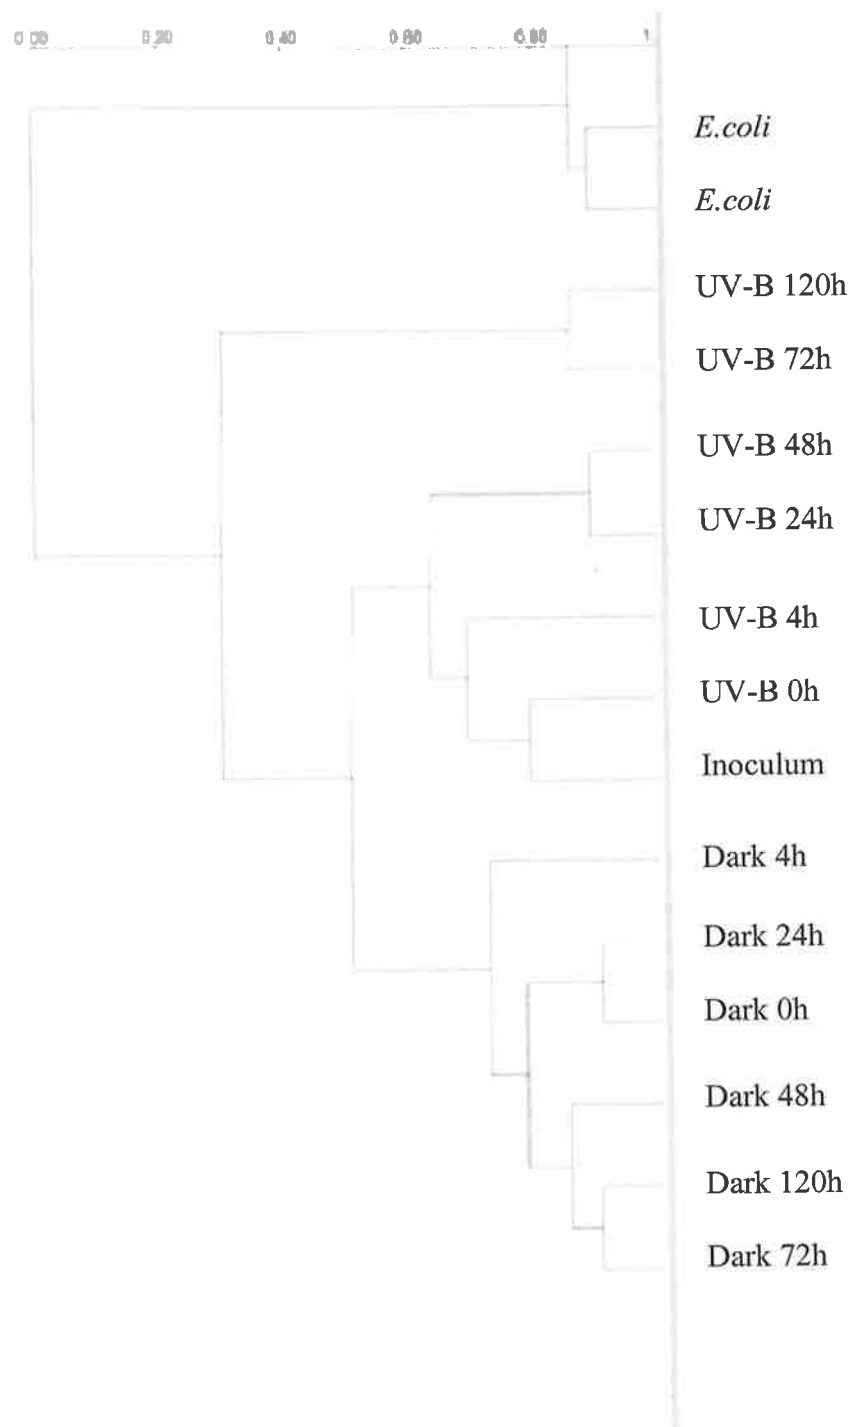 0.00 0.20 0.40 0.60 0.80 1
E.coli
E.coli
UV-B 120h
UV-B 72h
UV-B 48h
UV-B 24h
UV-B 4h
UV-B 0h
Inoculum
Dark 4h
Dark 24h
Dark 0h
Dark 48h
Dark 120h
Dark 72h